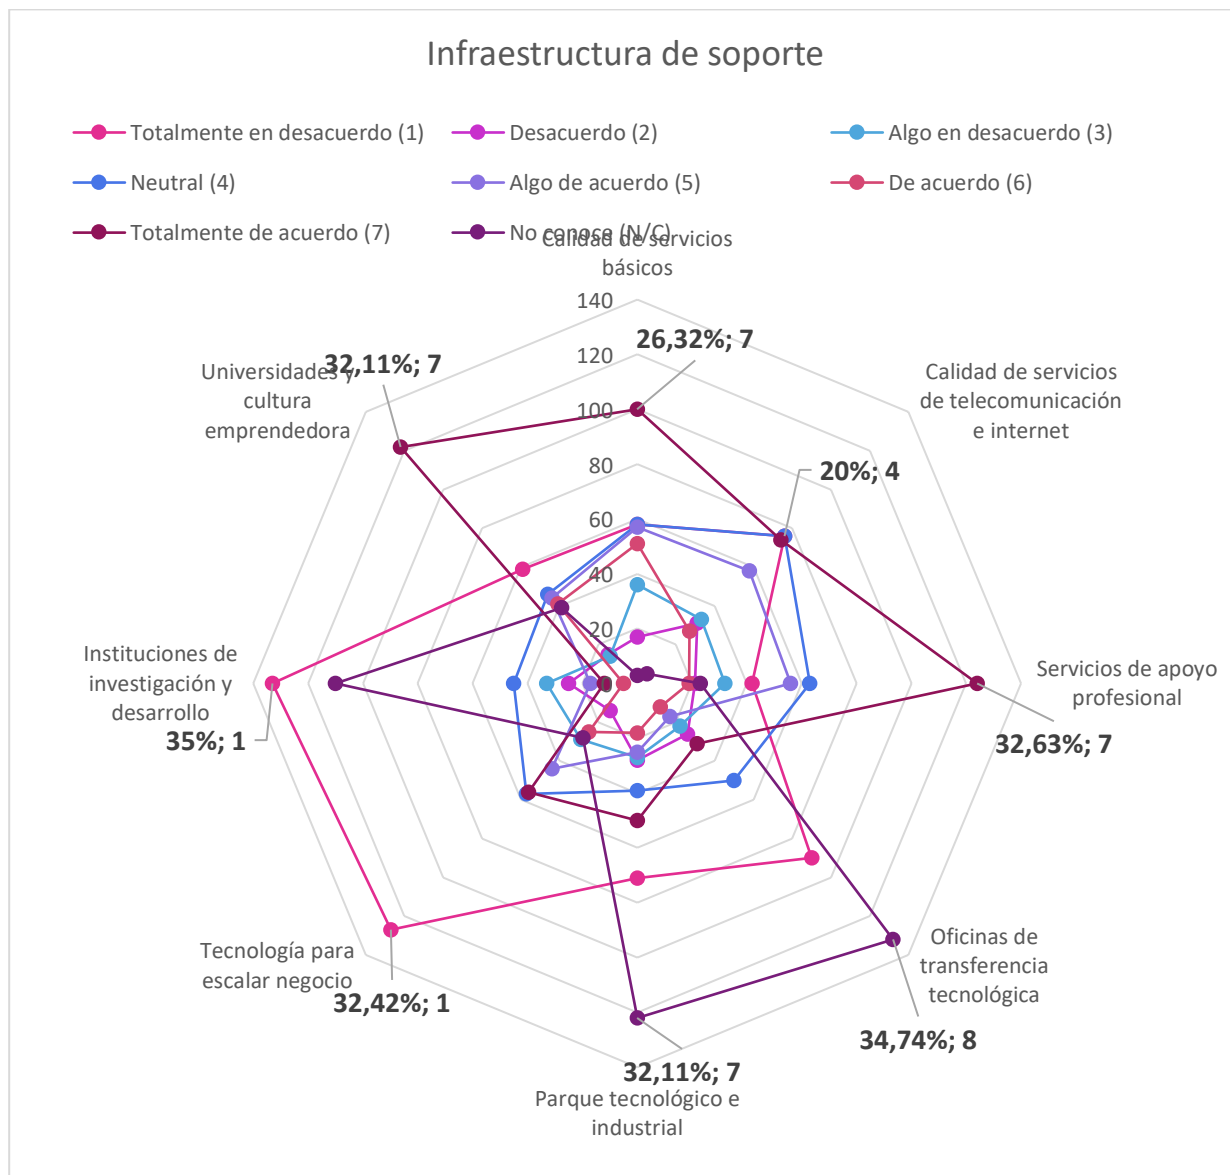 Infraestructura de soporte
Totalmente en desacuerdo (1)
Desacuerdo (2)
Algo en desacuerdo (3)
Neutral (4)
Algo de acuerdo (5)
De acuerdo (6)
Totalmente de acuerdo (7)
No conoce (N/C)
Calidad de servicios
básicos
140
120
100
80
60
40
20
26,32%; 7
Calidad de servicios
de telecomunicación
e internet
20%; 4
Servicios de apoyo
profesional
32,63%; 7
Oficinas de
transferencia
tecnológica
34,74%; 8
32,11%; 7
Parque tecnológico e
industrial
Tecnología para
escalar negocio
32,42%; 1
Instituciones de
investigación y
desarrollo
35%; 1
32,11%; 7
Universidades y
cultura
emprendedora